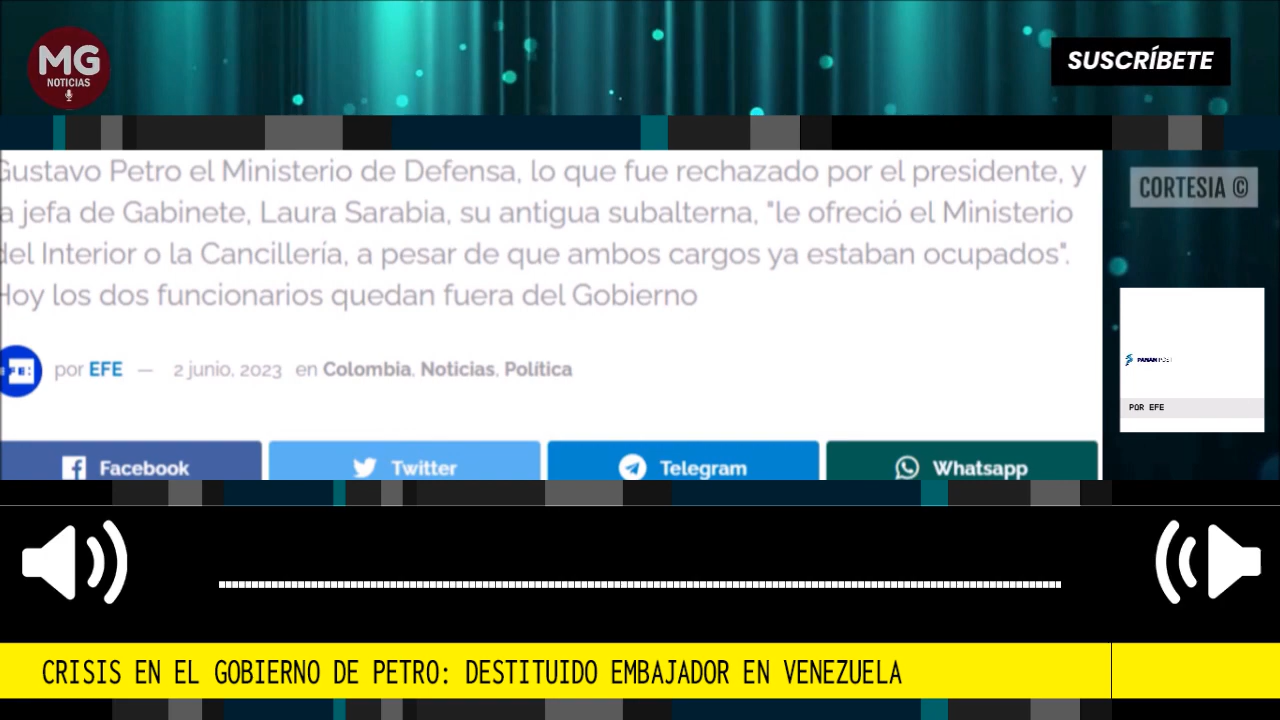 MG
NOTICIAS
SUSCRÍBETE
Gustavo Petro el Ministerio de Defensa, lo que fue rechazado por el presidente, y
la jefa de Gabinete, Laura Sarabia, su antigua subalterna, "le ofreció el Ministerio
del Interior o la Cancillería, a pesar de que ambos cargos ya estaban ocupados".
Hoy los dos funcionarios quedan fuera del Gobierno
CORTESIA ©
por EFE — 2 junio, 2023 en Colombia, Noticias, Política
PANAM POST
POR EFE
Facebook Twitter Telegram Whatsapp
CRISIS EN EL GOBIERNO DE PETRO: DESTITUIDO EMBAJADOR EN VENEZUELA